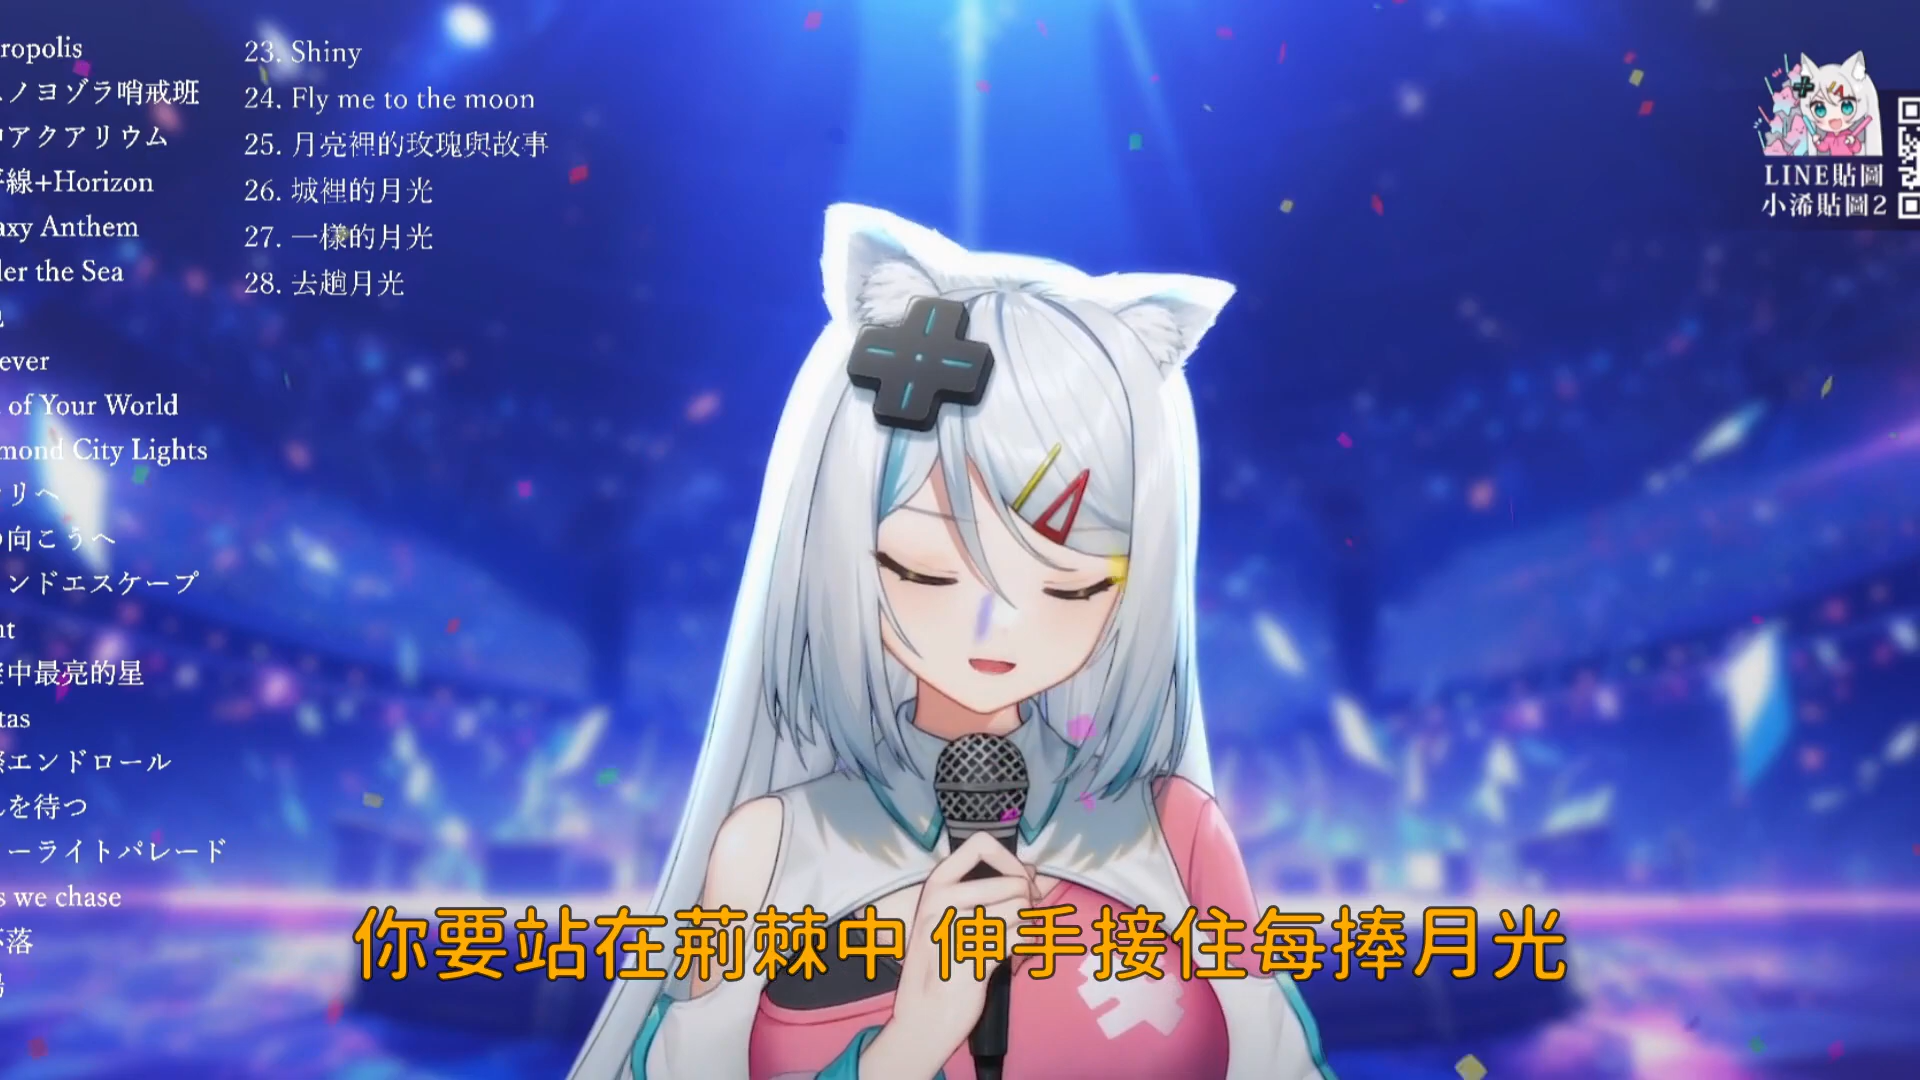 ropolis
ノヨゾラ哨戒班
アクアリウム
線+Horizon
axy Anthem
ler the Sea
ever
of Your World
mond City Lights
リへ
向こうへ
ンドエスケープ
nt
中最亮的星
tas
エンドロール
を待つ
ーライトパレード
s we chase
落
23. Shiny
24. Fly me to the moon
25. 月亮裡的玫瑰與故事
26. 城裡的月光
27. 一樣的月光
28. 去趟月光
LINE貼圖
小浠貼圖2
你要站在荊棘中 伸手接住每捧月光